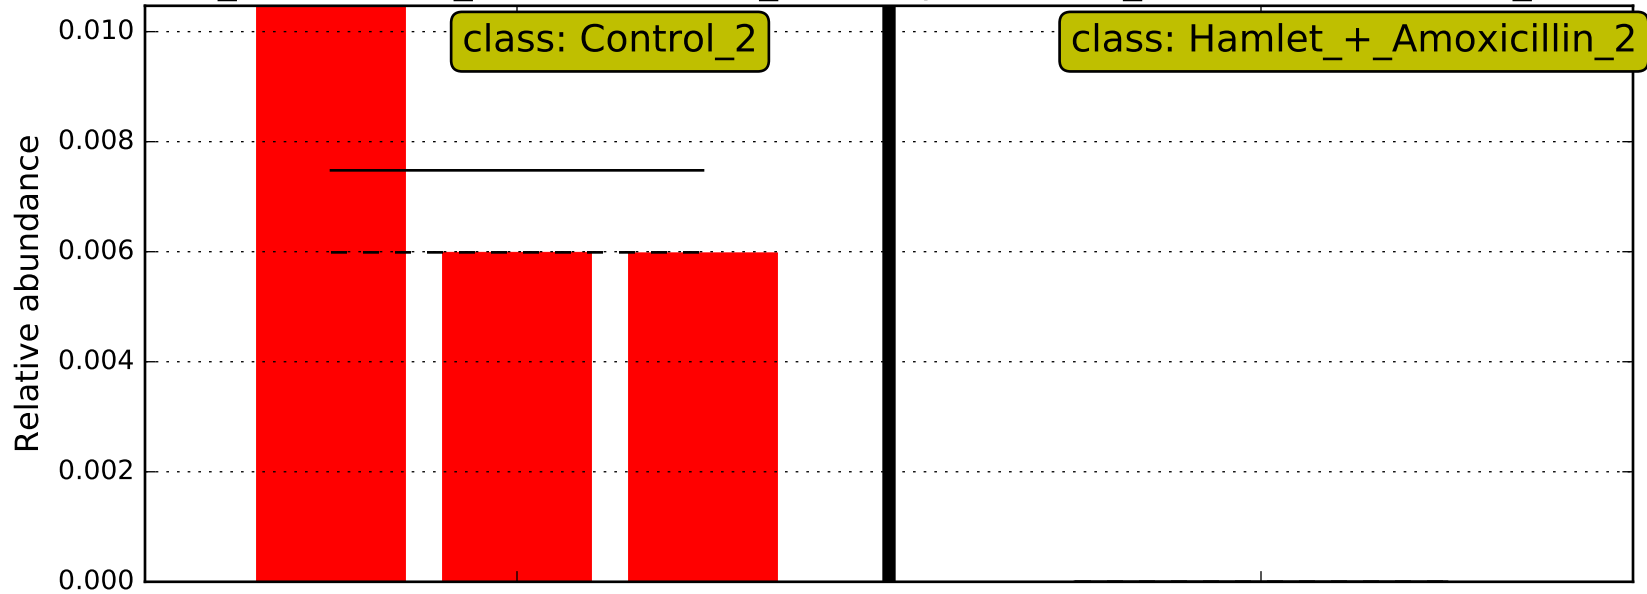 class: Control_2
class: Hamlet_+_Amoxicillin_2
Relative abundance
0.010
0.008
0.006
0.004
0.002
0.000